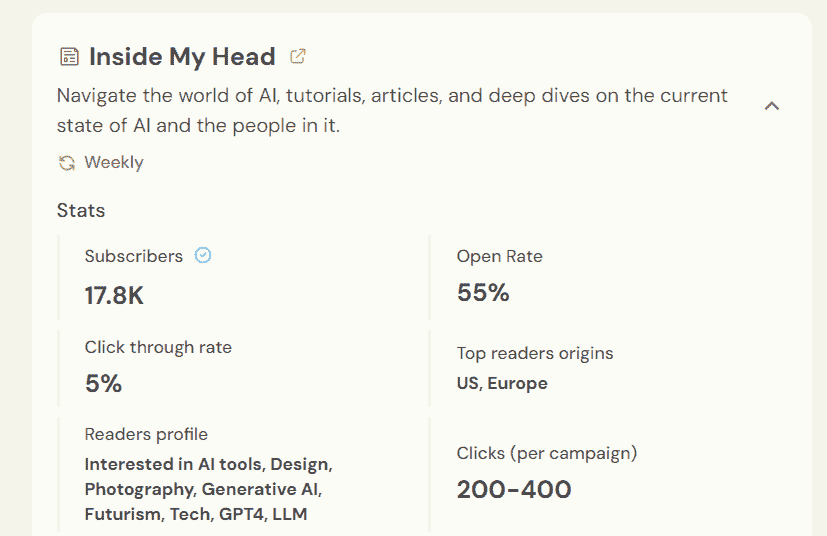 Inside My Head
Navigate the world of AI, tutorials, articles, and deep dives on the current
state of AI and the people in it.
Weekly
Stats
Subscribers
17.8K
Open Rate
55%
Click through rate
5%
Top readers origins
US, Europe
Readers profile
Interested in AI tools, Design,
Photography, Generative AI,
Futurism, Tech, GPT4, LLM
Clicks (per campaign)
200-400